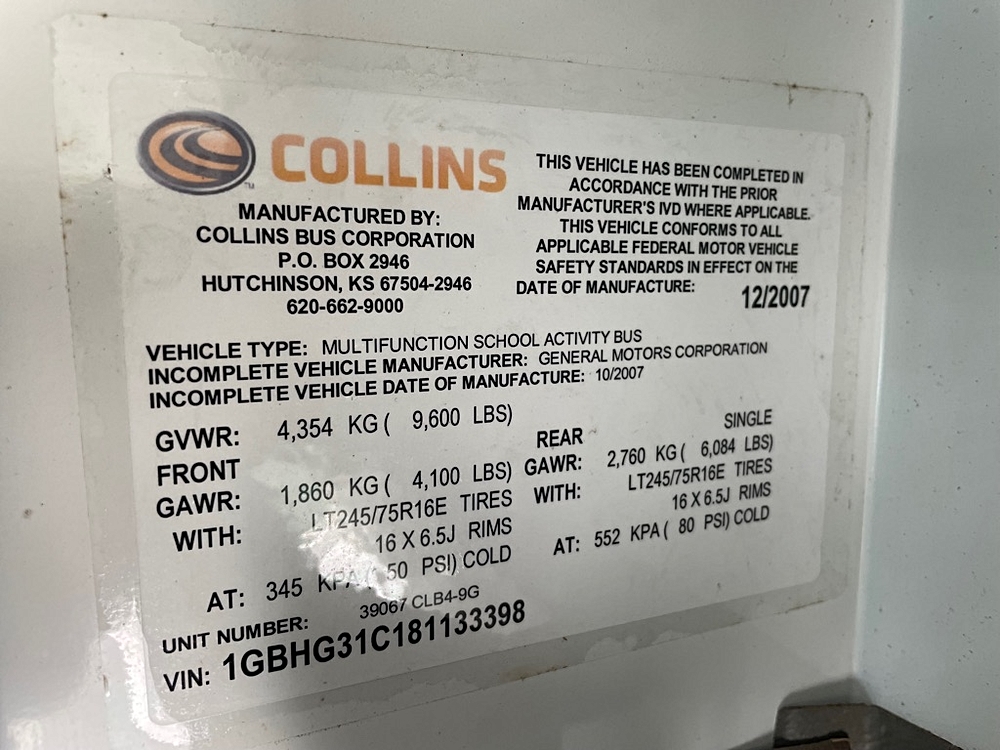 COLLINS
™
MANUFACTURED BY:
COLLINS BUS CORPORATION
P.O. BOX 2946
HUTCHINSON, KS 67504-2946
620-662-9000
THIS VEHICLE HAS BEEN COMPLETED IN
ACCORDANCE WITH THE PRIOR
MANUFACTURER'S IVD WHERE APPLICABLE.
THIS VEHICLE CONFORMS TO ALL
APPLICABLE FEDERAL MOTOR VEHICLE
SAFETY STANDARDS IN EFFECT ON THE
DATE OF MANUFACTURE: 12/2007
VEHICLE TYPE: MULTIFUNCTION SCHOOL ACTIVITY BUS
INCOMPLETE VEHICLE MANUFACTURER: GENERAL MOTORS CORPORATION
INCOMPLETE VEHICLE DATE OF MANUFACTURE: 10/2007
GVWR: 4,354 KG ( 9,600 LBS)
FRONT
GAWR: 1,860 KG ( 4,100 LBS)
WITH: LT245/75R16E TIRES
16 X 6.5J RIMS
AT: 345 KPA ( 50 PSI) COLD
SINGLE
REAR
GAWR: 2,760 KG ( 6,084 LBS)
WITH: LT245/75R16E TIRES
16 X 6.5J RIMS
AT: 552 KPA ( 80 PSI) COLD
UNIT NUMBER: 39067 CLB4-9G
VIN: 1GBHG31C181133398